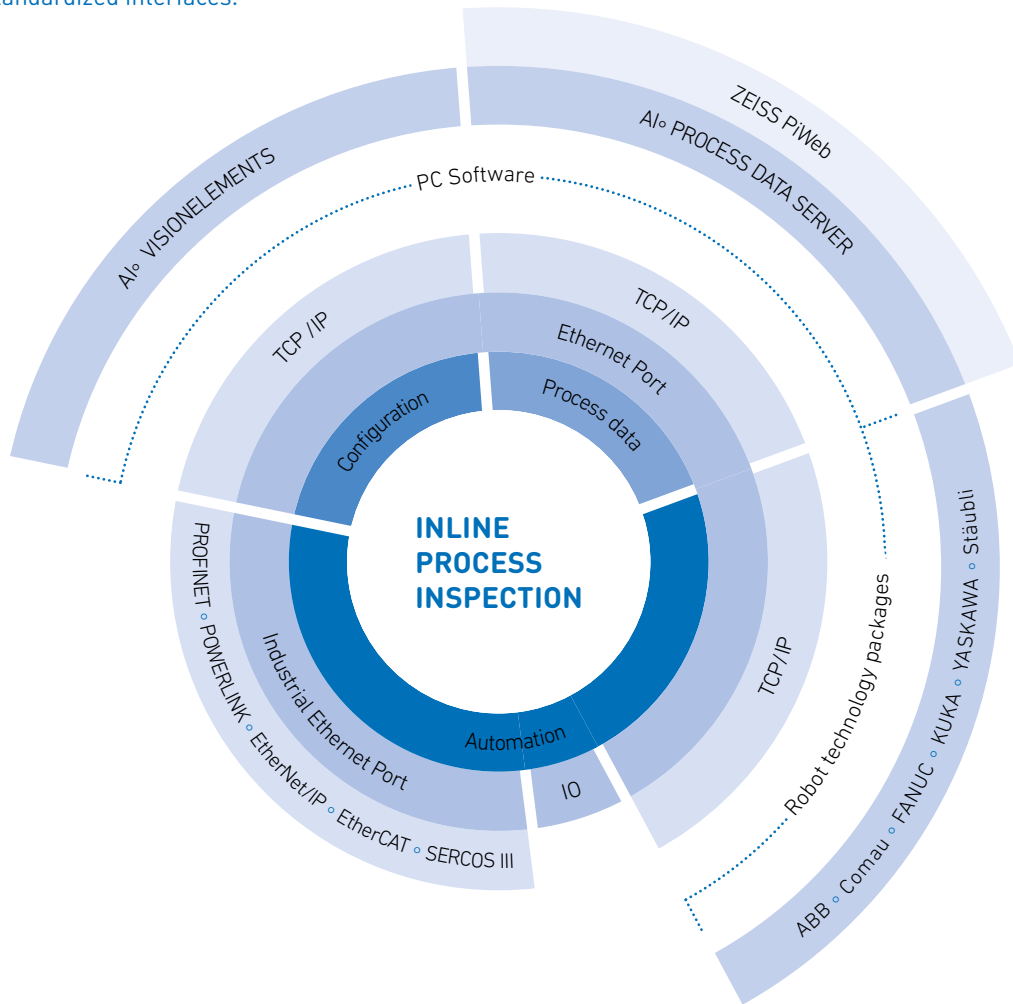 standardized interfaces.
ZEISS PiWeb
AI∘ PROCESS DATA SERVER
AI∘ VISIONELEMENTS
PC Software
TCP /IP
TCP/IP
Ethernet Port
Configuration
Process data
INLINE
PROCESS
INSPECTION
PROFINET ∘ POWERLINK ∘ EtherNet/IP ∘ EtherCAT ∘ SERCOS III
Industrial Ethernet Port
Automation
IO
TCP/IP
Robot technology packages
ABB ∘ Comau ∘ FANUC ∘ KUKA ∘ YASKAWA ∘ Stäubli